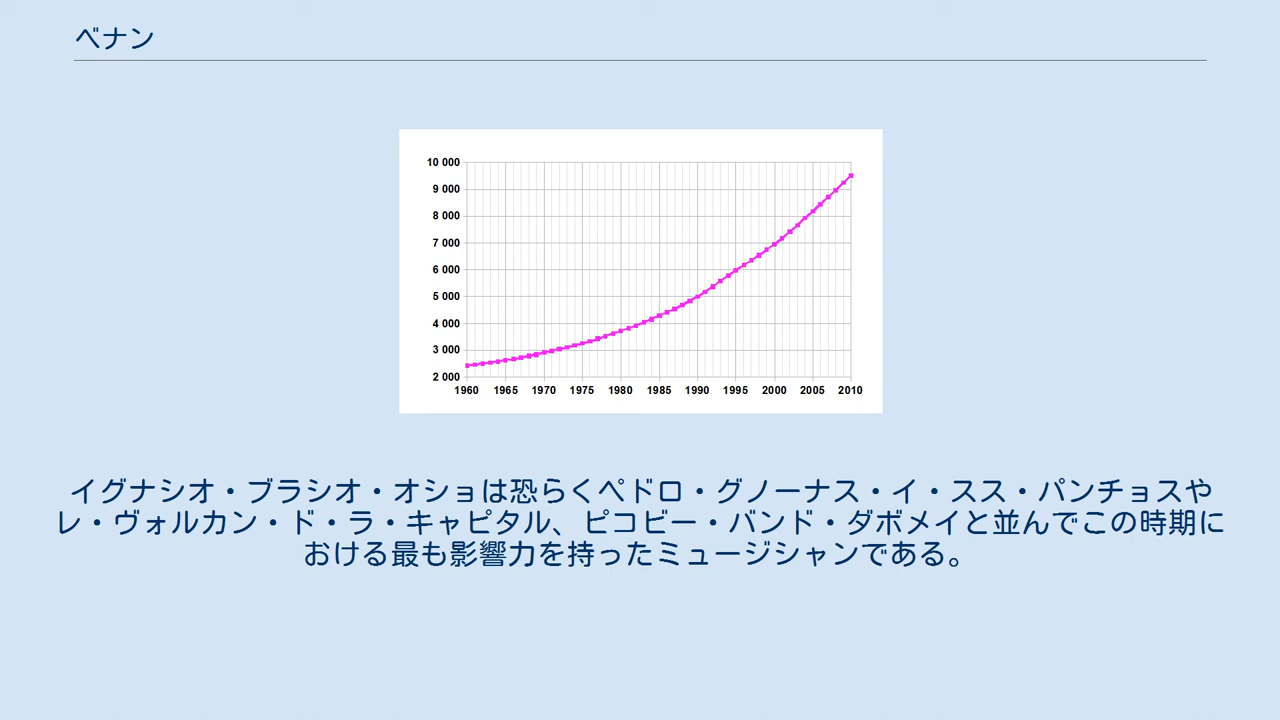 ベナン
10 000
9 000
8 000
7 000
6 000
5 000
4 000
3 000
2 000
1960 1965 1970 1975 1980 1985 1990 1995 2000 2005 2010
イグナシオ・ブラシオ・オショは恐らくペドロ・グノーナス・イ・スス・パンチョスや
レ・ヴォルカン・ド・ラ・キャピタル、ピコビー・バンド・ダボメイと並んでこの時期に
おける最も影響力を持ったミュージシャンである。